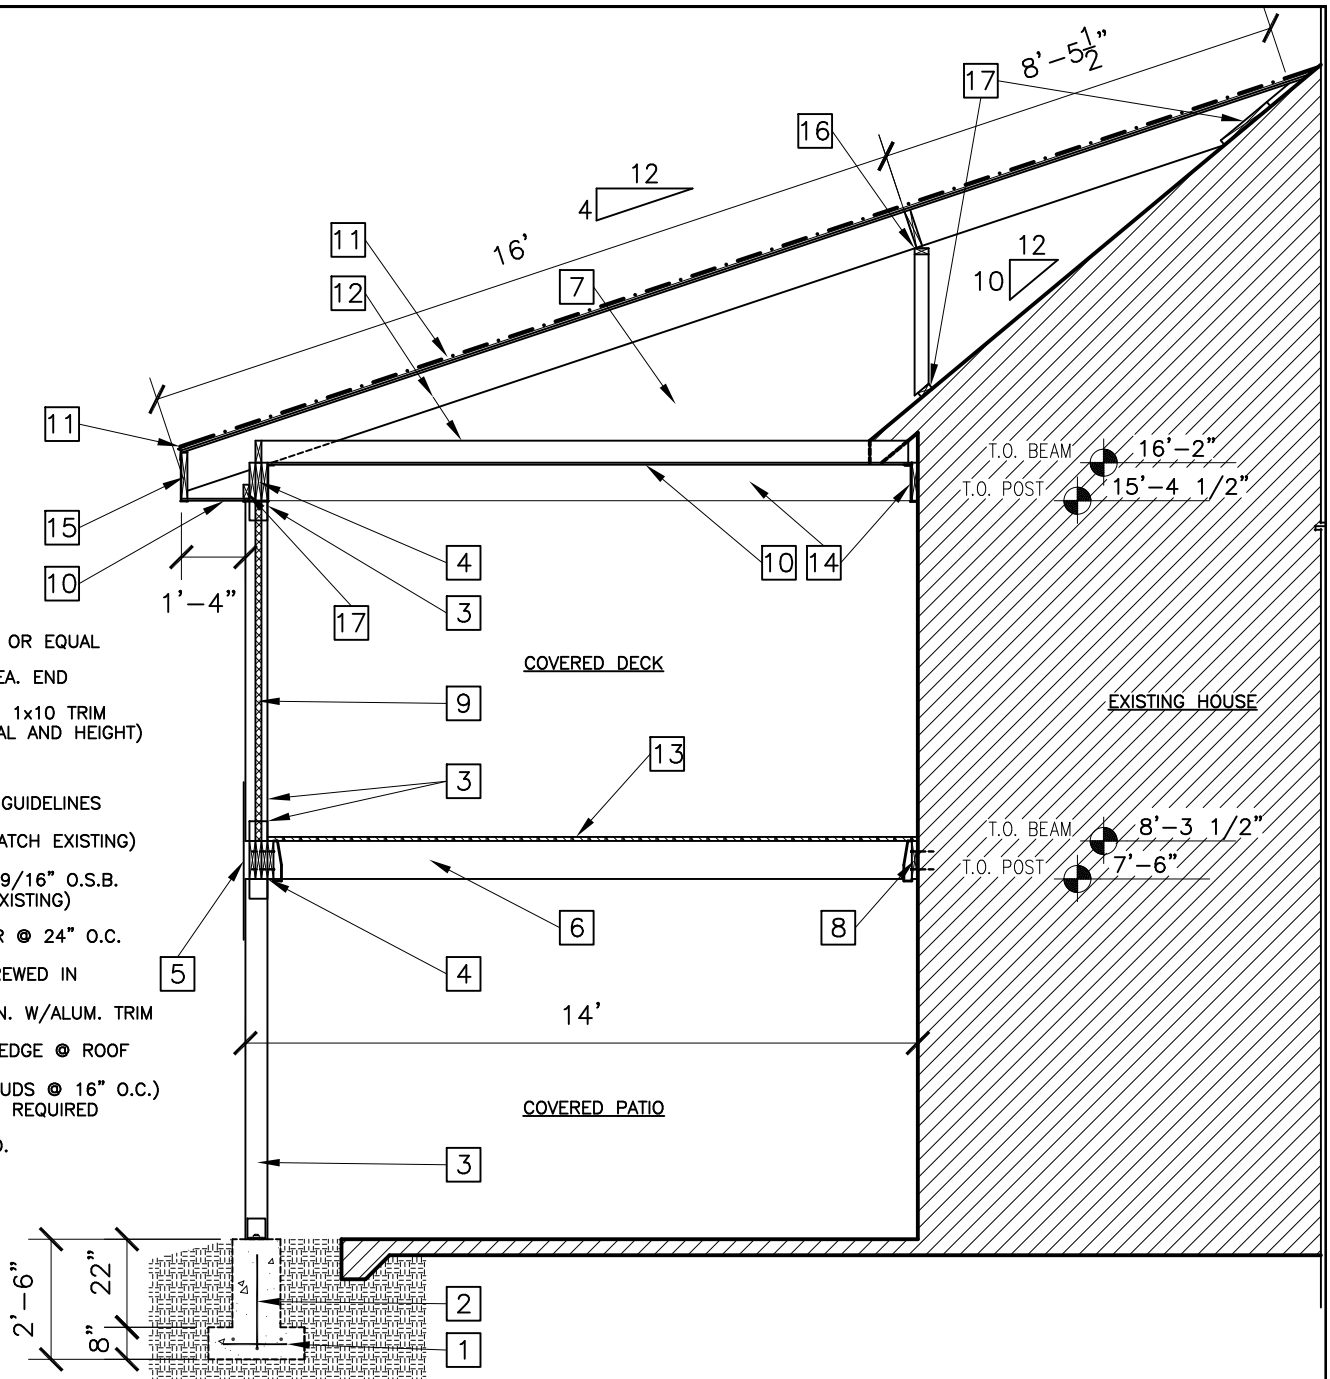 8'-5 1/2"
17
16
12
4
11
16'
12
7
12
10
11
T.O. BEAM 16'-2"
T.O. POST 15'-4 1/2"
15
4
10
14
10
1'-4"
3
17
OR EQUAL
EA. END
1x10 TRIM
AL AND HEIGHT)
COVERED DECK
9
EXISTING HOUSE
13
3
GUIDELINES
ATCH EXISTING)
T.O. BEAM 8'-3 1/2"
T.O. POST 7'-6"
9/16" O.S.B.
XISTING)
6
8
R @ 24" O.C.
5
4
REWED IN
N. W/ALUM. TRIM
14'
EDGE @ ROOF
UDS @ 16" O.C.)
REQUIRED
COVERED PATIO
3
2'-6"
22"
8"
2
1